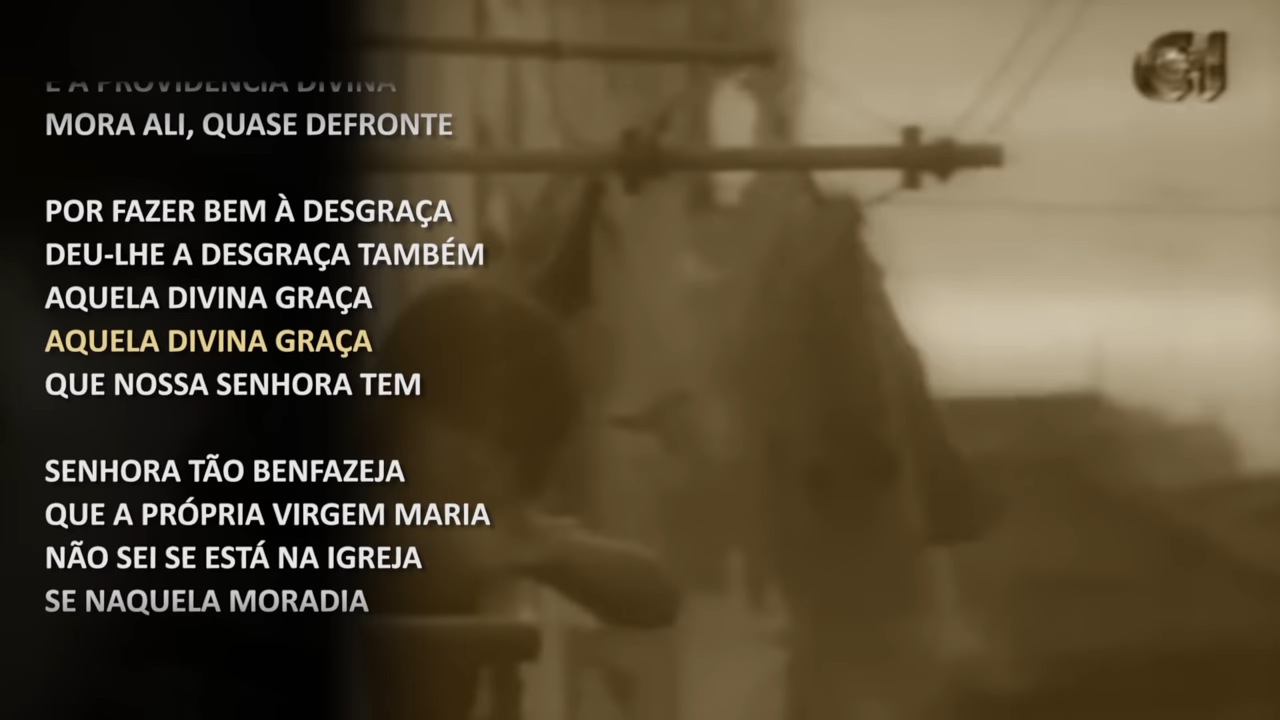 E A PROVIDÊNCIA DIVINA
MORA ALI, QUASE DEFRONTE
POR FAZER BEM À DESGRAÇA
DEU-LHE A DESGRAÇA TAMBÉM
AQUELA DIVINA GRAÇA
AQUELA DIVINA GRAÇA
QUE NOSSA SENHORA TEM
SENHORA TÃO BENFAZEJA
QUE A PRÓPRIA VIRGEM MARIA
NÃO SEI SE ESTÁ NA IGREJA
SE NAQUELA MORADIA